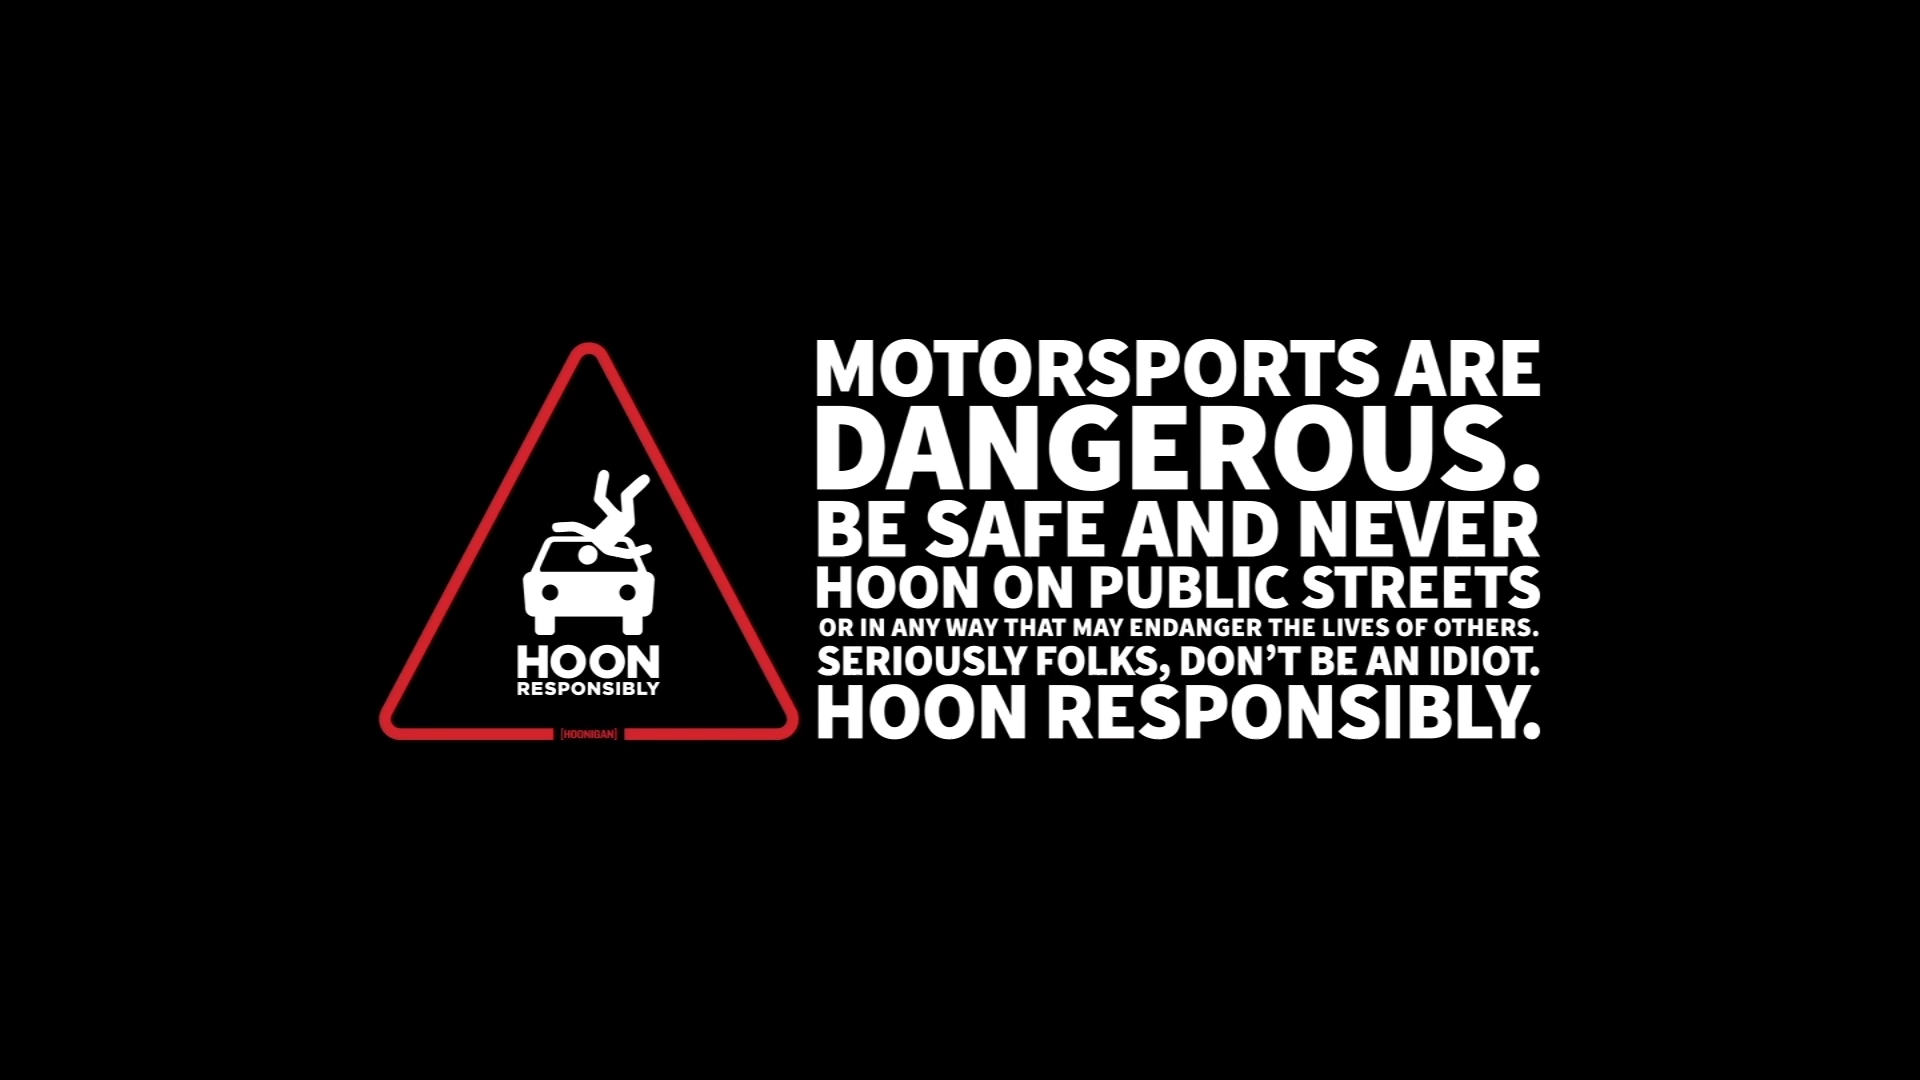 HOON
RESPONSIBLY
[HOONIGAN]
MOTORSPORTS ARE
DANGEROUS.
BE SAFE AND NEVER
HOON ON PUBLIC STREETS
OR IN ANY WAY THAT MAY ENDANGER THE LIVES OF OTHERS.
SERIOUSLY FOLKS, DON’T BE AN IDIOT.
HOON RESPONSIBLY.